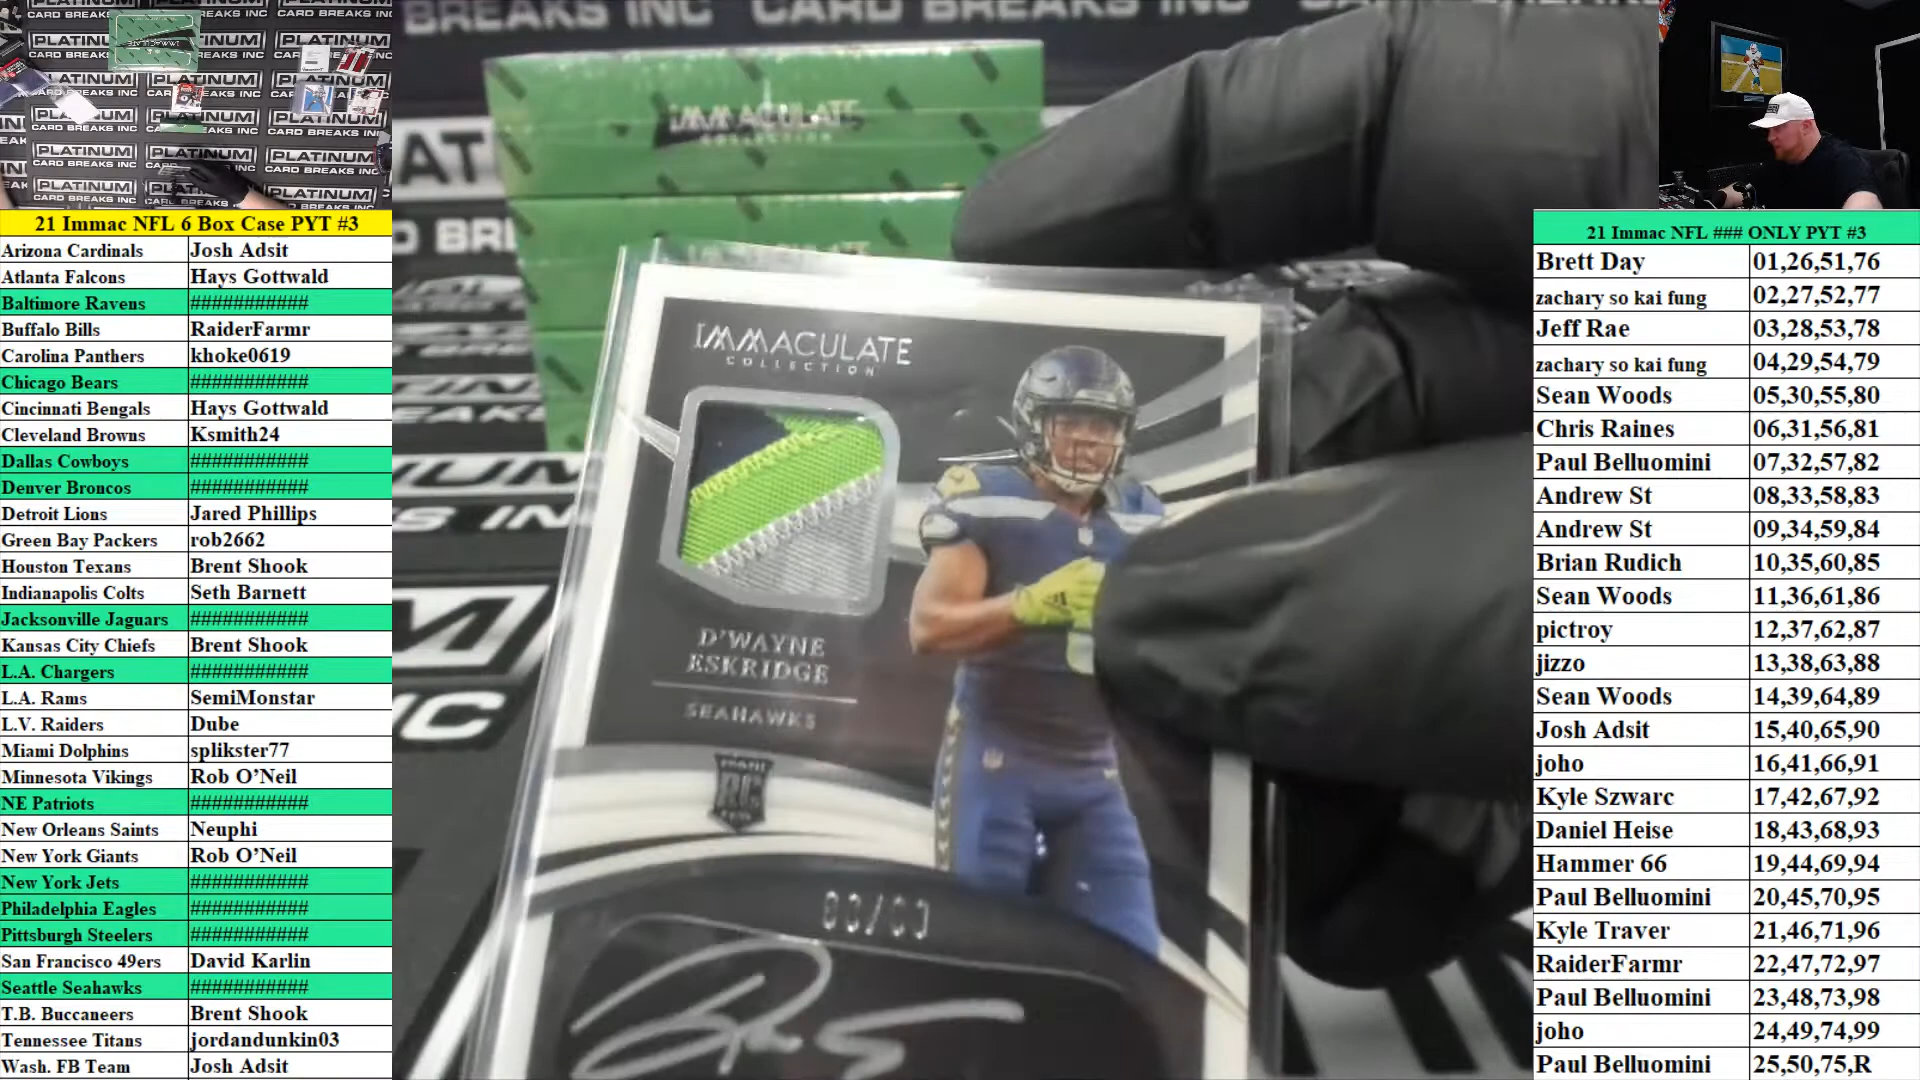 PLATINUM
CARD BREAKS INC
BREAKS INC CARD BREAKS INC
IMMACULATE
COLLECTION
IMMACULATE
COLLECTION
D'WAYNE
ESKRIDGE
SEAHAWKS
RC
21 Immac NFL 6 Box Case PYT #3
Arizona Cardinals Josh Adsit
Atlanta Falcons Hays Gottwald
Baltimore Ravens ###########
Buffalo Bills RaiderFarmr
Carolina Panthers khoke0619
Chicago Bears ###########
Cincinnati Bengals Hays Gottwald
Cleveland Browns Ksmith24
Dallas Cowboys ###########
Denver Broncos ###########
Detroit Lions Jared Phillips
Green Bay Packers rob2662
Houston Texans Brent Shook
Indianapolis Colts Seth Barnett
Jacksonville Jaguars ###########
Kansas City Chiefs Brent Shook
L.A. Chargers ###########
L.A. Rams SemiMonstar
L.V. Raiders Dube
Miami Dolphins splikster77
Minnesota Vikings Rob O’Neil
NE Patriots ###########
New Orleans Saints Neuphi
New York Giants Rob O’Neil
New York Jets ###########
Philadelphia Eagles ###########
Pittsburgh Steelers ###########
San Francisco 49ers David Karlin
Seattle Seahawks ###########
T.B. Buccaneers Brent Shook
Tennessee Titans jordandunkin03
Wash. FB Team Josh Adsit
21 Immac NFL ### ONLY PYT #3
Brett Day 01,26,51,76
zachary so kai fung 02,27,52,77
Jeff Rae 03,28,53,78
zachary so kai fung 04,29,54,79
Sean Woods 05,30,55,80
Chris Raines 06,31,56,81
Paul Belluomini 07,32,57,82
Andrew St 08,33,58,83
Andrew St 09,34,59,84
Brian Rudich 10,35,60,85
Sean Woods 11,36,61,86
pictroy 12,37,62,87
jizzo 13,38,63,88
Sean Woods 14,39,64,89
Josh Adsit 15,40,65,90
joho 16,41,66,91
Kyle Szwarc 17,42,67,92
Daniel Heise 18,43,68,93
Hammer 66 19,44,69,94
Paul Belluomini 20,45,70,95
Kyle Traver 21,46,71,96
RaiderFarmr 22,47,72,97
Paul Belluomini 23,48,73,98
joho 24,49,74,99
Paul Belluomini 25,50,75,R